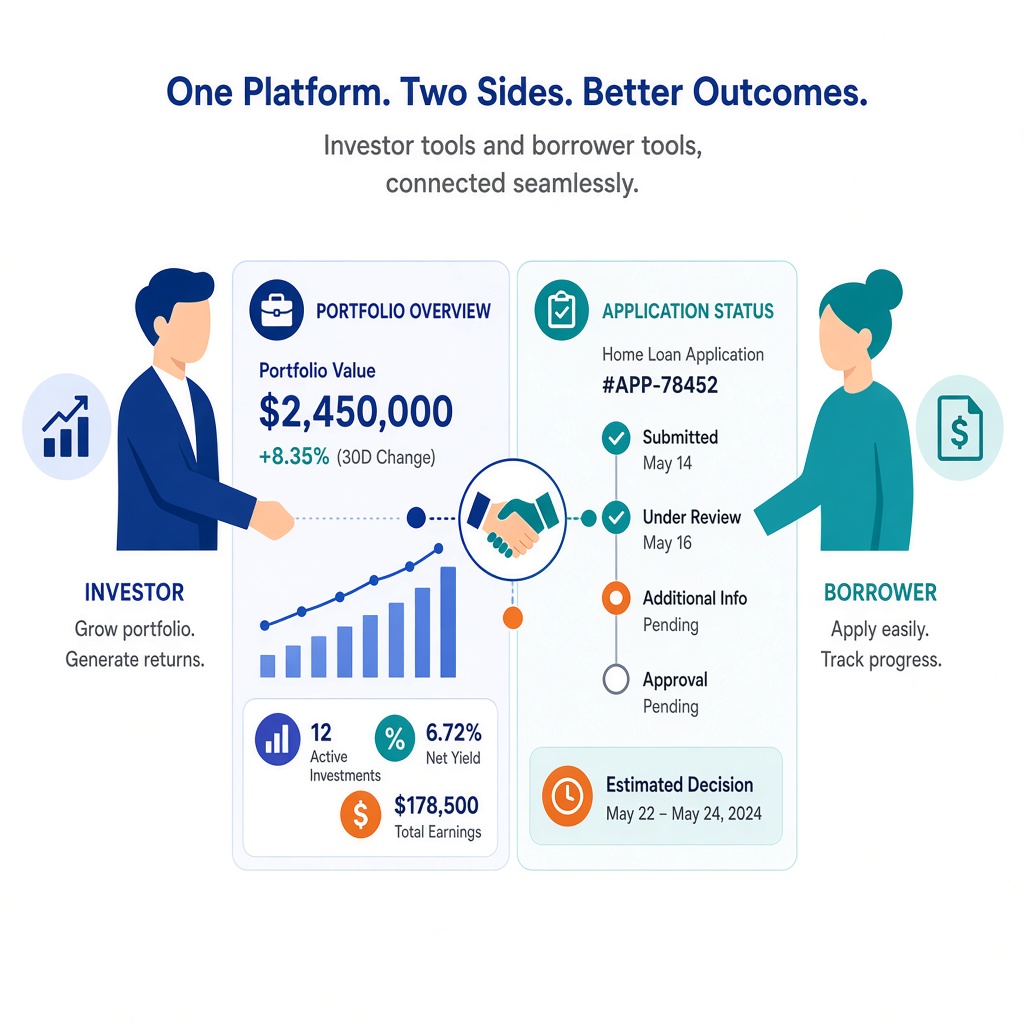 One Platform. Two Sides. Better Outcomes.
Investor tools and borrower tools,
connected seamlessly.
PORTFOLIO OVERVIEW
Portfolio Value
$2,450,000
+8.35% (30D Change)
12
Active
Investments
6.72%
Net Yield
$178,500
Total Earnings
APPLICATION STATUS
Home Loan Application
#APP-78452
Submitted
May 14
Under Review
May 16
Additional Info
Pending
Approval
Pending
Estimated Decision
May 22 – May 24, 2024
INVESTOR
Grow portfolio.
Generate returns.
BORROWER
Apply easily.
Track progress.